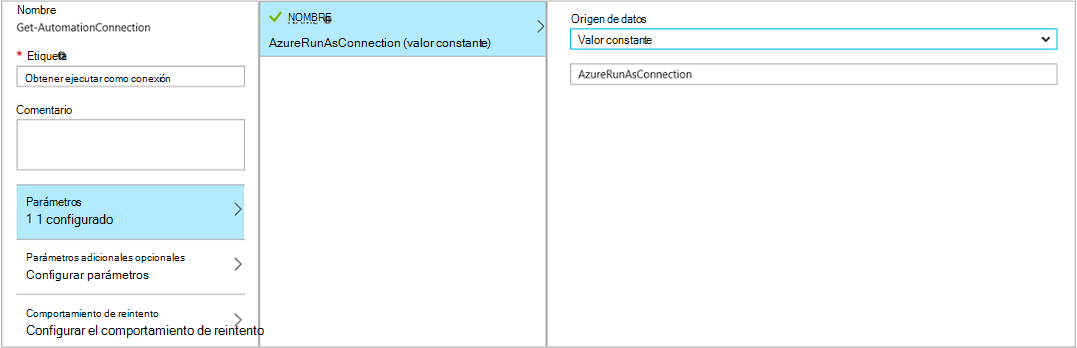 Nombre
Get-AutomationConnection
* Etiqueta
Obtener ejecutar como conexión
Comentario
Parámetros
1 1 configurado
Parámetros adicionales opcionales
Configurar parámetros
Comportamiento de reintento
Configurar el comportamiento de reintento
NOMBRE
AzureRunAsConnection (valor constante)
Origen de datos
Valor constante
AzureRunAsConnection